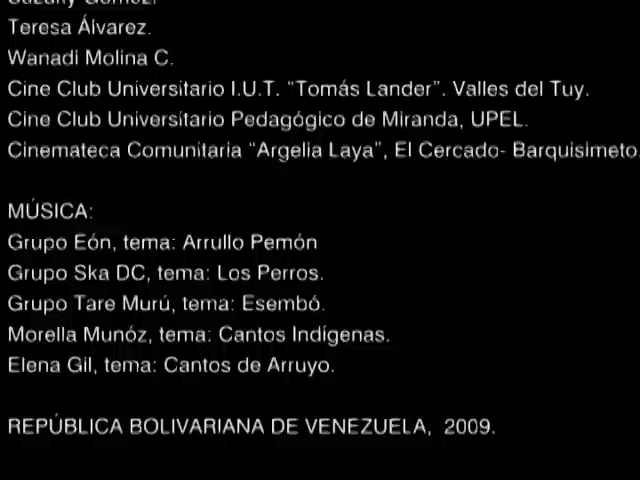 Suzany Gómez.
Teresa Álvarez.
Wanadi Molina C.
Cine Club Universitario I.U.T. “Tomás Lander”. Valles del Tuy.
Cine Club Universitario Pedagógico de Miranda, UPEL.
Cinemateca Comunitaria “Argelia Laya”, El Cercado- Barquisimeto.
MÚSICA:
Grupo Eón, tema: Arrullo Pemón
Grupo Ska DC, tema: Los Perros.
Grupo Tare Murú, tema: Esembó.
Morella Munóz, tema: Cantos Indígenas.
Elena Gil, tema: Cantos de Arruyo.
REPÚBLICA BOLIVARIANA DE VENEZUELA, 2009.